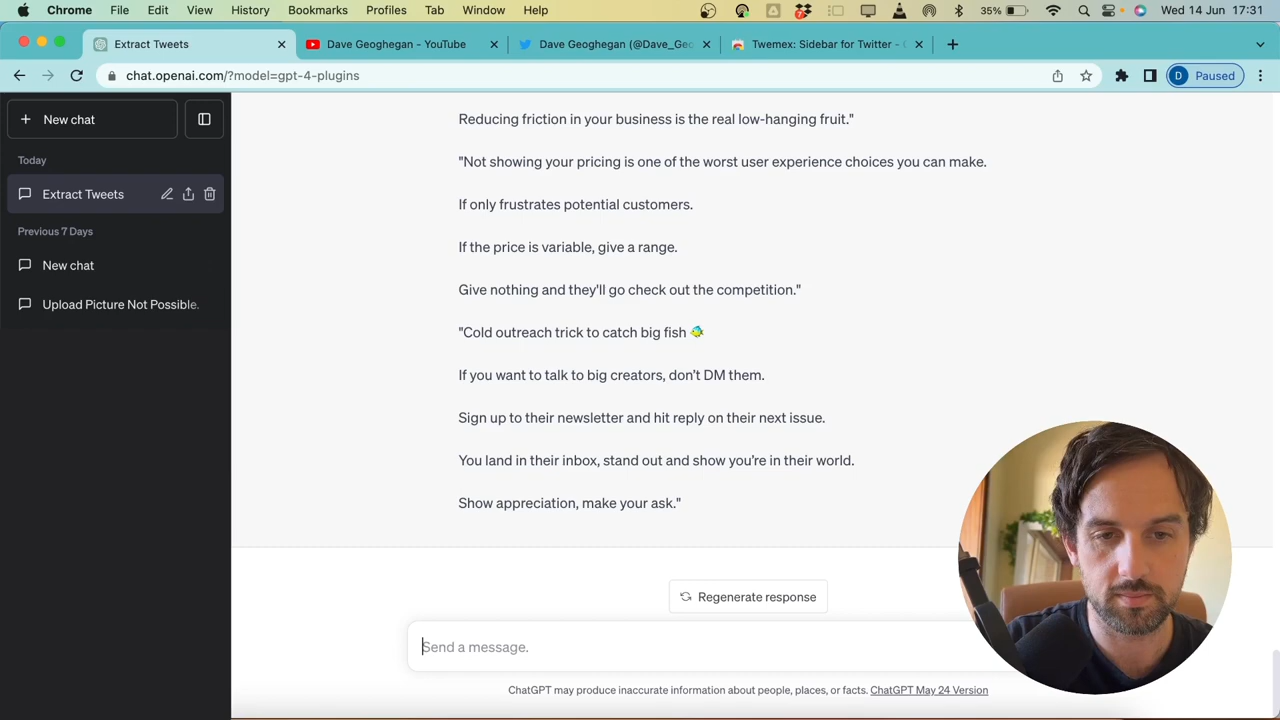 Chrome File Edit View History Bookmarks Profiles Tab Window Help 35% Wed 14 Jun 17:31
Extract Tweets Dave Geoghegan - YouTube Dave Geoghegan (@Dave_Geo Twemex: Sidebar for Twitter -
chat.openai.com/?model=gpt-4-plugins D Paused
New chat
Today
Extract Tweets
Previous 7 Days
New chat
Upload Picture Not Possible.
Reducing friction in your business is the real low-hanging fruit."
"Not showing your pricing is one of the worst user experience choices you can make.
If only frustrates potential customers.
If the price is variable, give a range.
Give nothing and they'll go check out the competition."
"Cold outreach trick to catch big fish 🐠
If you want to talk to big creators, don’t DM them.
Sign up to their newsletter and hit reply on their next issue.
You land in their inbox, stand out and show you’re in their world.
Show appreciation, make your ask."
Regenerate response
Send a message.
ChatGPT may produce inaccurate information about people, places, or facts. ChatGPT May 24 Version